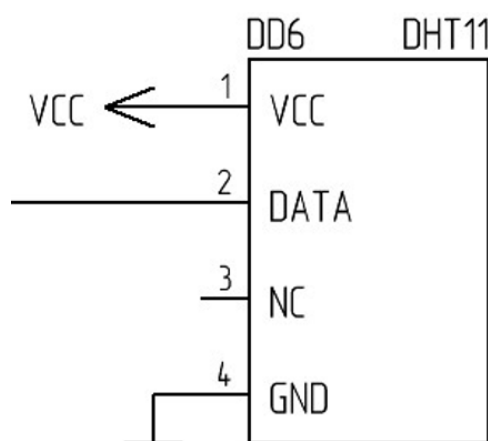 DD6 DHT11
VCC 1 VCC
2 DATA
3 NC
4 GND